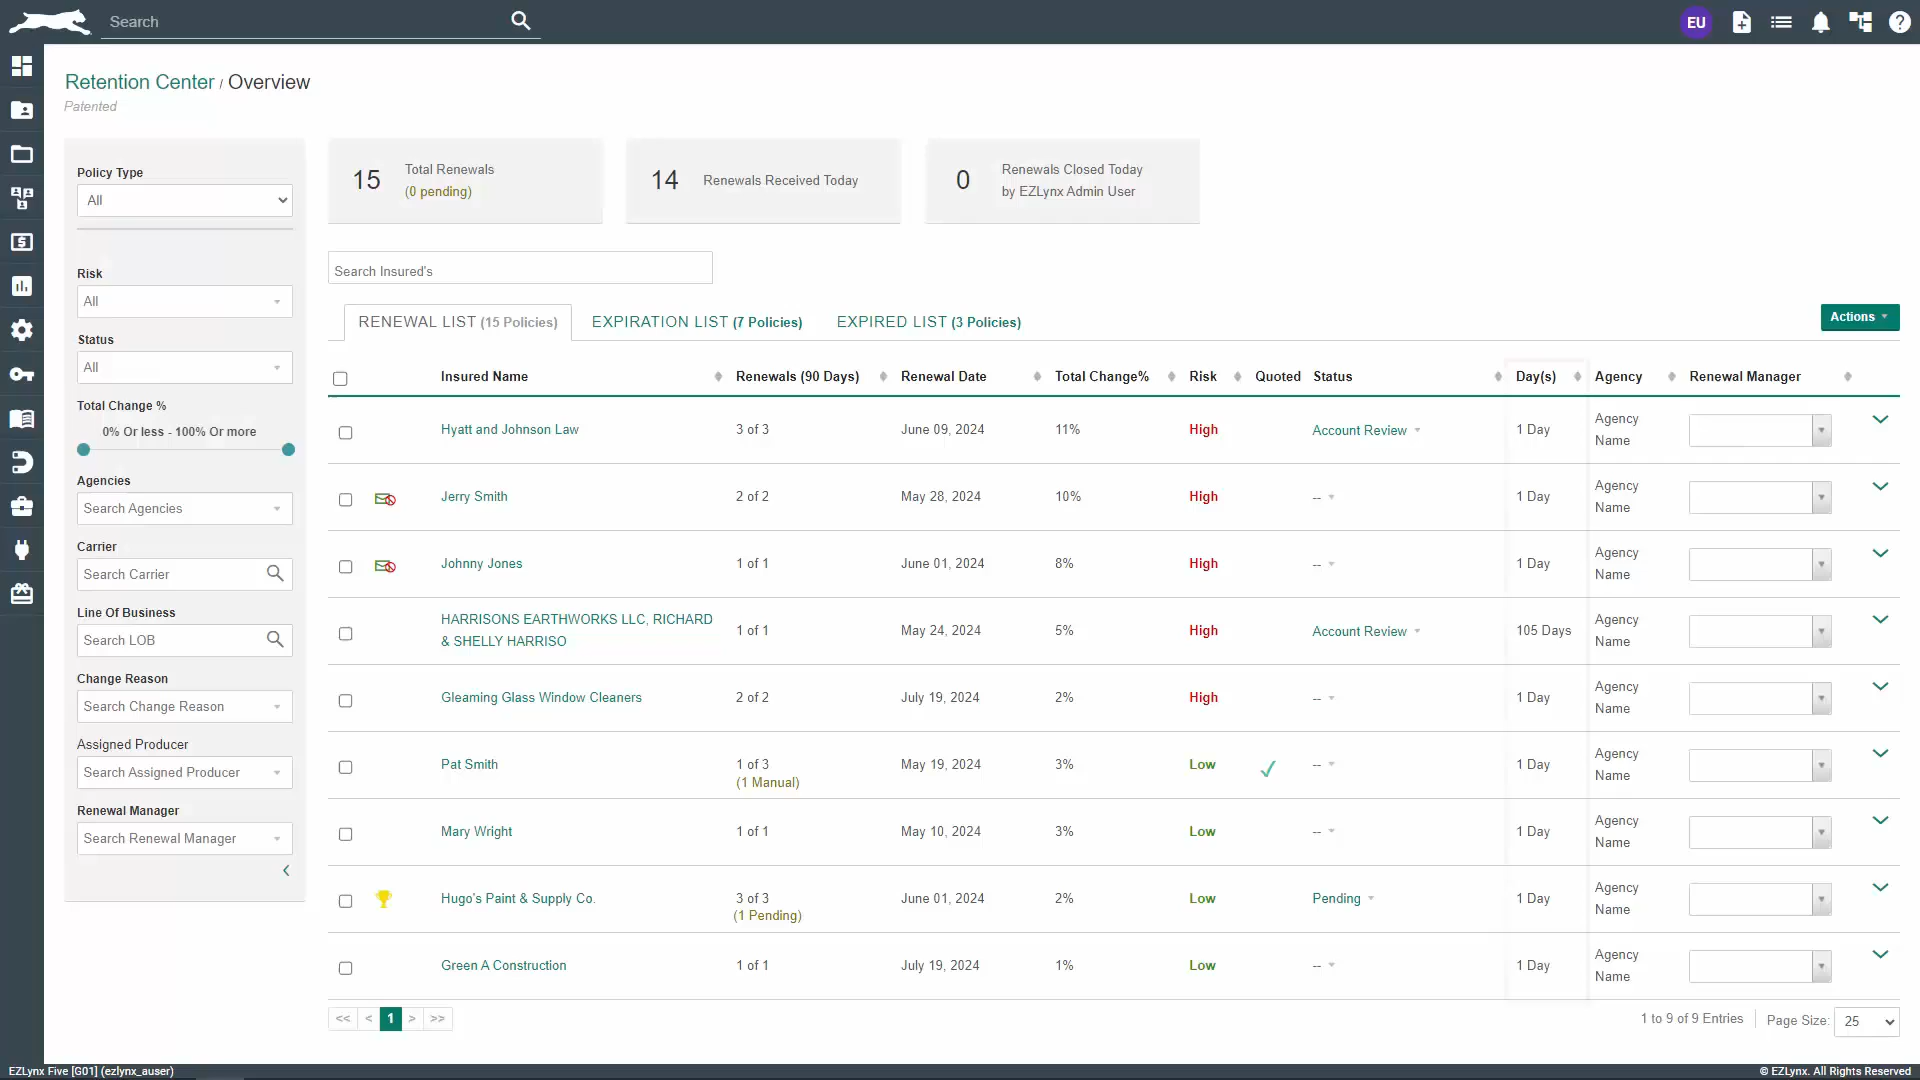 Search
EU
Retention Center / Overview
Patented
Policy Type
All
Risk
All
Status
All
Total Change %
0% Or less - 100% Or more
Agencies
Search Agencies
Carrier
Search Carrier
Line Of Business
Search LOB
Change Reason
Search Change Reason
Assigned Producer
Search Assigned Producer
Renewal Manager
Search Renewal Manager
15 Total Renewals
(0 pending)
14 Renewals Received Today
0 Renewals Closed Today
by EZLynx Admin User
Search Insured's
RENEWAL LIST (15 Policies) EXPIRATION LIST (7 Policies) EXPIRED LIST (3 Policies) Actions
Insured Name Renewals (90 Days) Renewal Date Total Change% Risk Quoted Status Day(s) Agency Renewal Manager
Hyatt and Johnson Law 3 of 3 June 09, 2024 11% High Account Review 1 Day Agency
Name
Jerry Smith 2 of 2 May 28, 2024 10% High -- 1 Day Agency
Name
Johnny Jones 1 of 1 June 01, 2024 8% High -- 1 Day Agency
Name
HARRISONS EARTHWORKS LLC, RICHARD
& SHELLY HARRISO 1 of 1 May 24, 2024 5% High Account Review 105 Days Agency
Name
Gleaming Glass Window Cleaners 2 of 2 July 19, 2024 2% High -- 1 Day Agency
Name
Pat Smith 1 of 3 May 19, 2024 3% Low -- 1 Day Agency
(1 Manual) Name
Mary Wright 1 of 1 May 10, 2024 3% Low -- 1 Day Agency
Name
Hugo's Paint & Supply Co. 3 of 3 June 01, 2024 2% Low Pending 1 Day Agency
(1 Pending) Name
Green A Construction 1 of 1 July 19, 2024 1% Low -- 1 Day Agency
Name
<< < 1 > >> 1 to 9 of 9 Entries Page Size: 25
EZLynx Five [G01] (ezlynx_auser) © EZLynx. All Rights Reserved